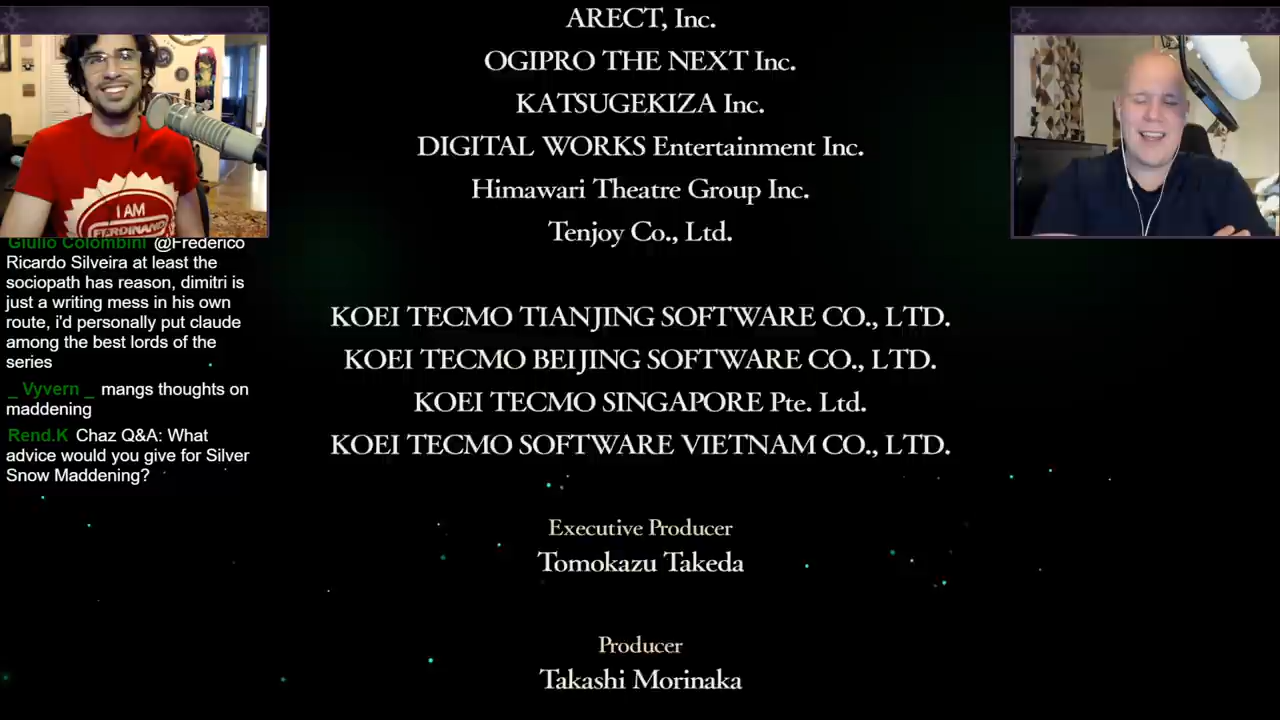 ARECT, Inc.
OGIPRO THE NEXT Inc.
KATSUGEKIZA Inc.
DIGITAL WORKS Entertainment Inc.
Himawari Theatre Group Inc.
Tenjoy Co., Ltd.
KOEI TECMO TIANJING SOFTWARE CO., LTD.
KOEI TECMO BEIJING SOFTWARE CO., LTD.
KOEI TECMO SINGAPORE Pte. Ltd.
KOEI TECMO SOFTWARE VIETNAM CO., LTD.
Executive Producer
Tomokazu Takeda
Producer
Takashi Morinaka
I AM
FERDINAND
Giulio Colombini @Frederico
Ricardo Silveira at least the
sociopath has reason, dimitri is
just a writing mess in his own
route, i'd personally put claude
among the best lords of the
series
_ Vyvern _ mangs thoughts on
maddening
Rend.K Chaz Q&A: What
advice would you give for Silver
Snow Maddening?